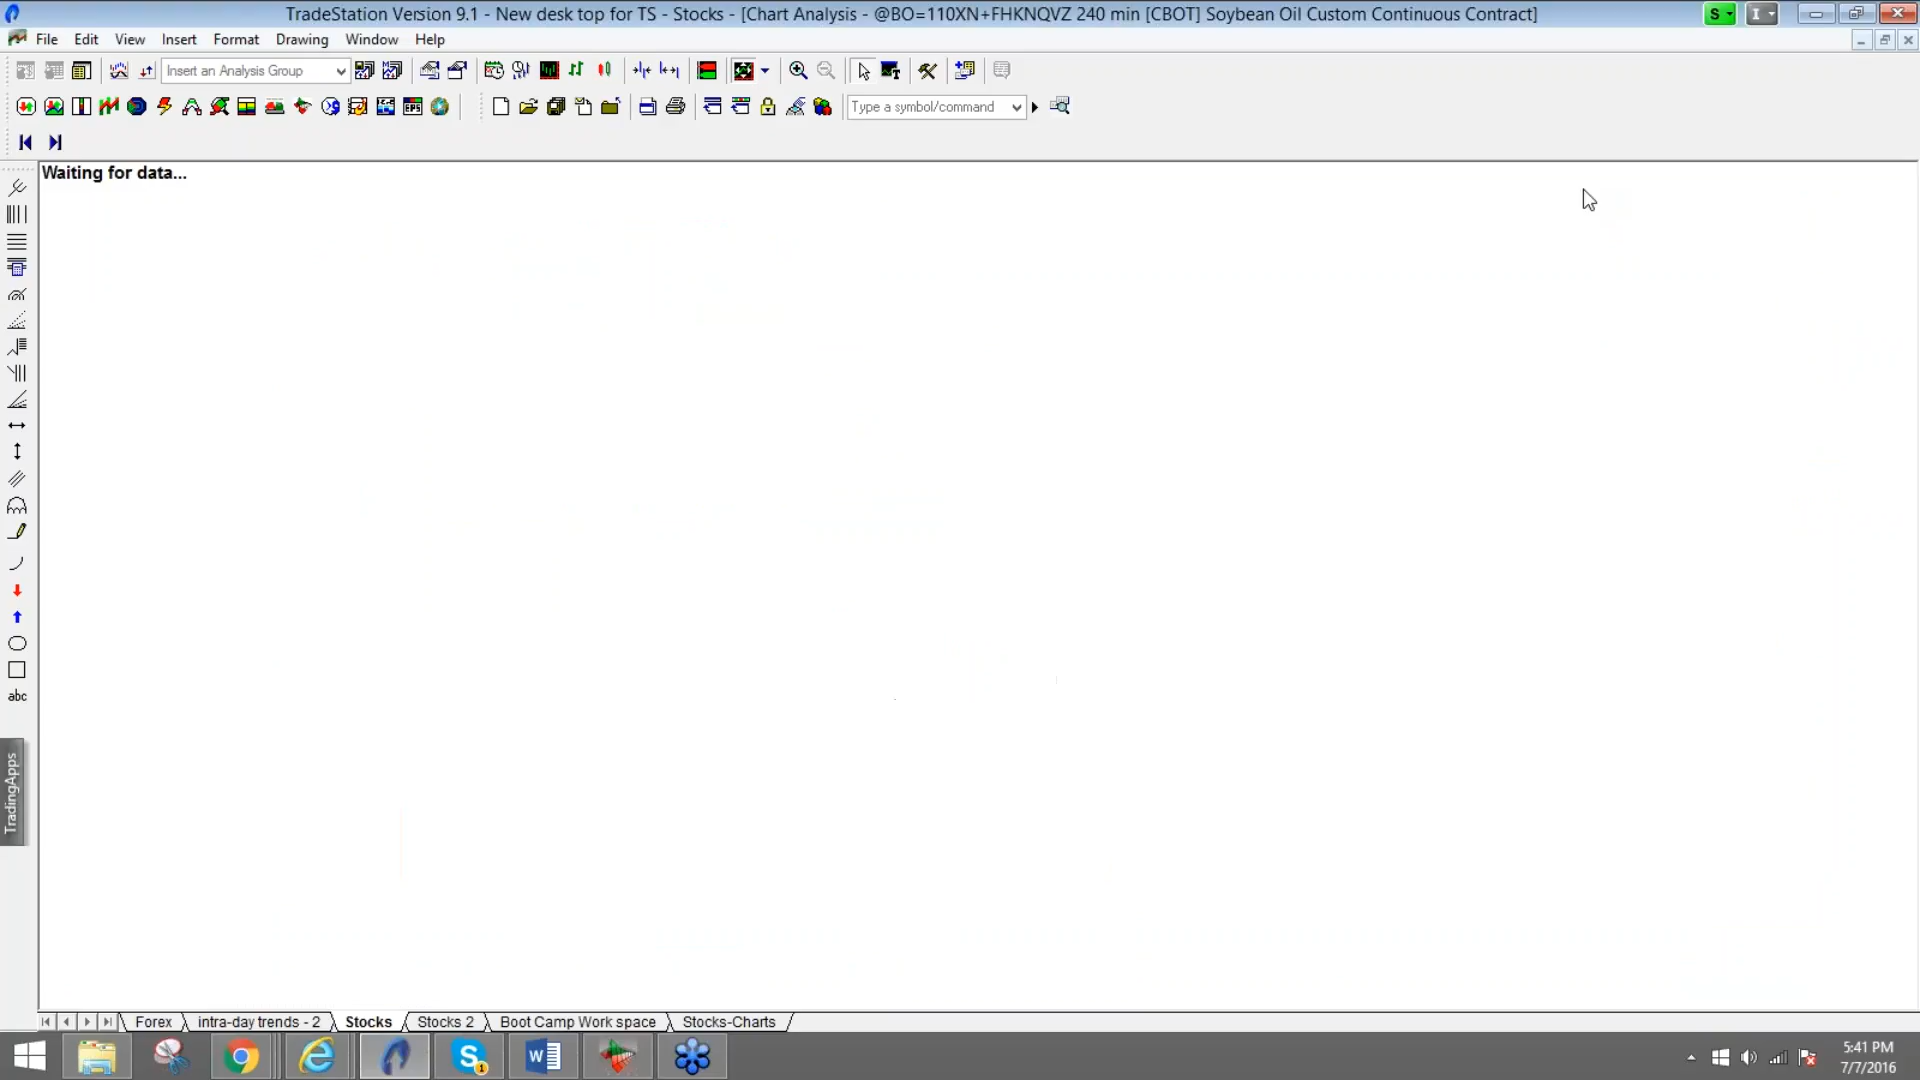 TradeStation Version 9.1 - New desk top for TS - Stocks - [Chart Analysis - @BO=110XN+FHKNQVZ 240 min [CBOT] Soybean Oil Custom Continuous Contract]
S
I
File Edit View Insert Format Drawing Window Help
Insert an Analysis Group
EPS
Type a symbol/command
Waiting for data...
abc
TradingApps
Forex intra-day trends - 2 Stocks Stocks 2 Boot Camp Work space Stocks-Charts
5:41 PM
7/7/2016